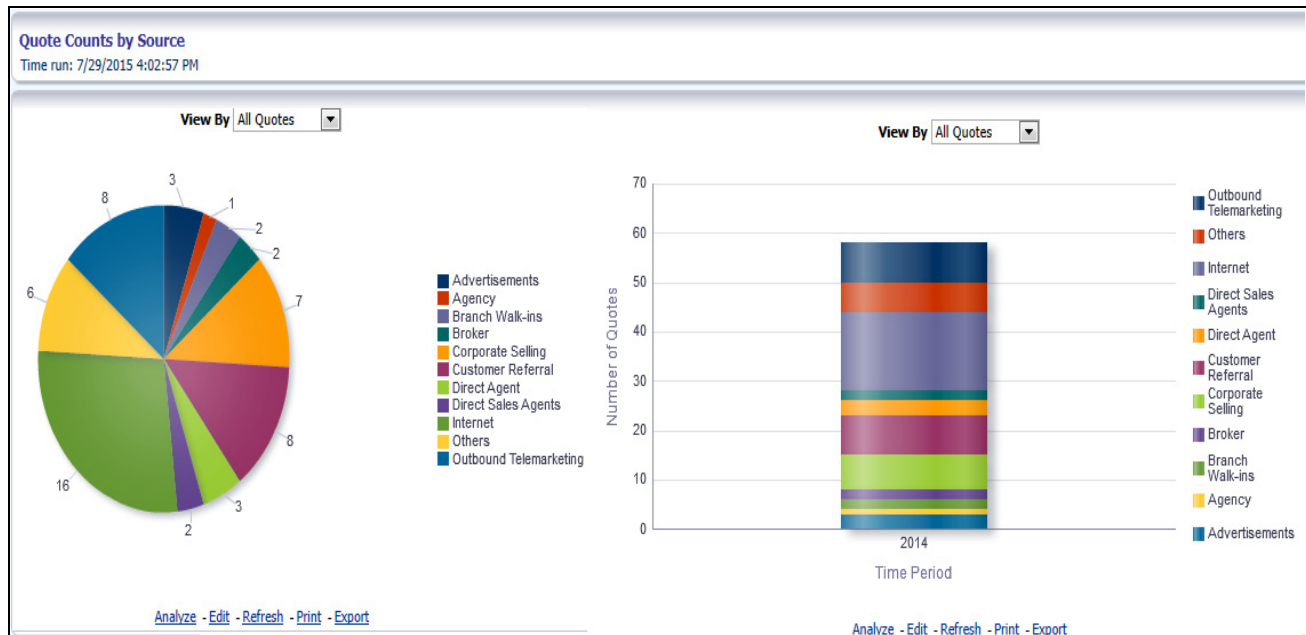 Quote Counts by Source
Time run: 7/29/2015 4:02:57 PM
View By All Quotes
3
1
2
2
7
8
3
2
16
6
8
Advertisements
Agency
Branch Walk-ins
Broker
Corporate Selling
Customer Referral
Direct Agent
Direct Sales Agents
Internet
Others
Outbound Telemarketing
Analyze - Edit - Refresh - Print - Export
View By All Quotes
Number of Quotes
70
60
50
40
30
20
10
0
2014
Time Period
Outbound
Telemarketing
Others
Internet
Direct Sales
Agents
Direct Agent
Customer
Referral
Corporate
Selling
Broker
Branch
Walk-ins
Agency
Advertisements
Analyze - Edit - Refresh - Print - Export